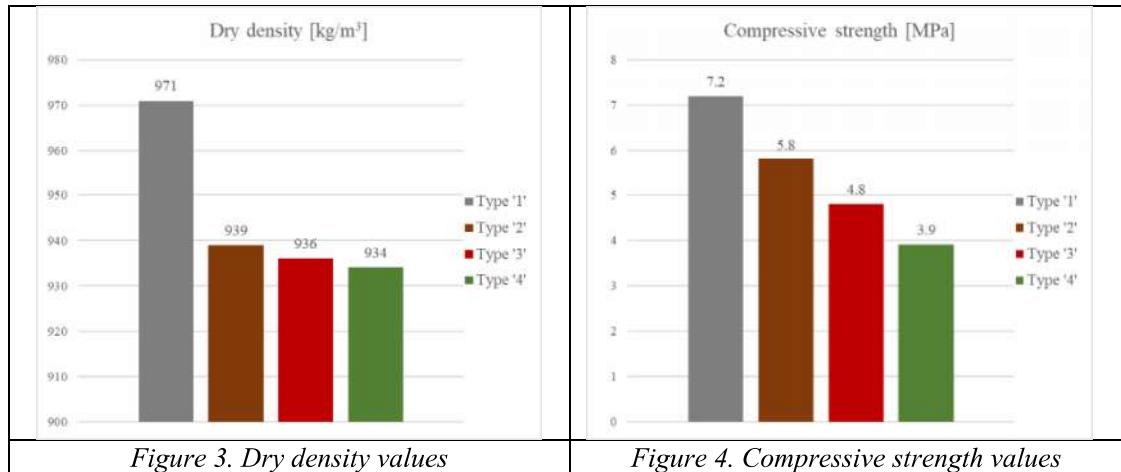 Dry density [kg/m³]
980
970
960
950
940
930
920
910
900
971
939
936
934
Type '1'
Type '2'
Type '3'
Type '4'
Figure 3. Dry density values
Compressive strength [MPa]
8
7
6
5
4
3
2
1
0
7.2
5.8
4.8
3.9
Type '1'
Type '2'
Type '3'
Type '4'
Figure 4. Compressive strength values